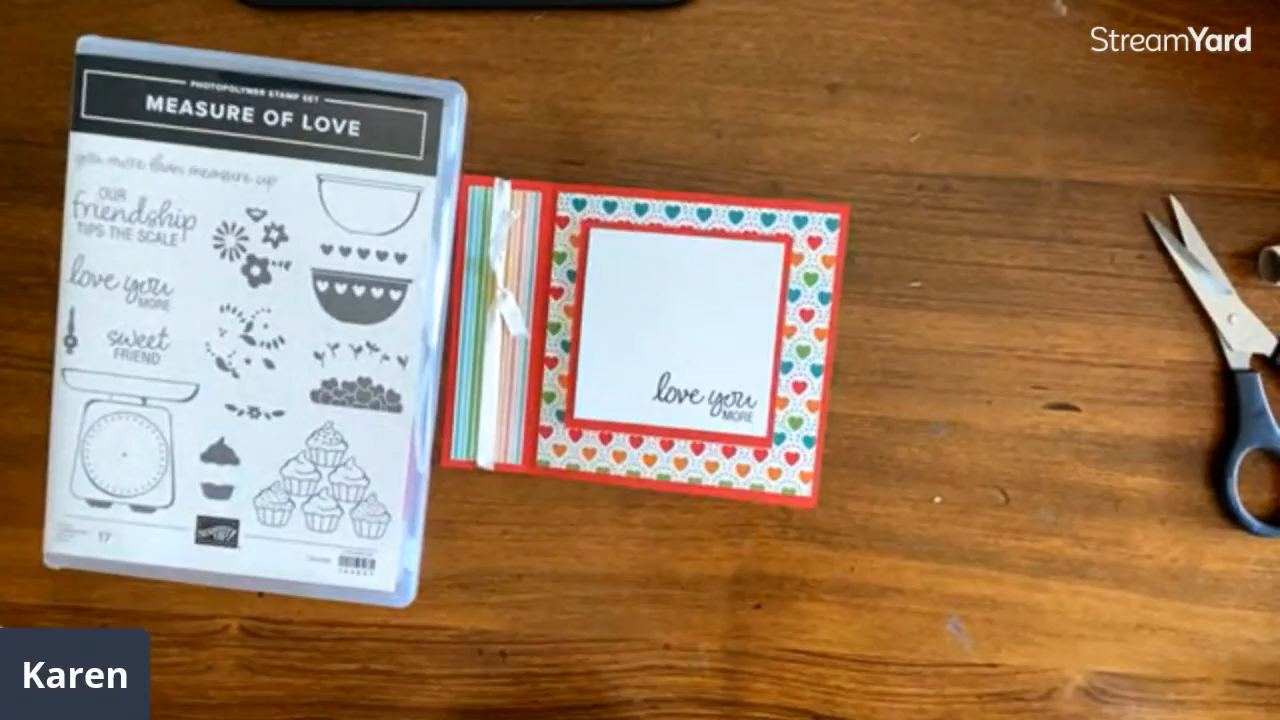 StreamYard
PHOTOPOLYMER STAMP SET
MEASURE OF LOVE
you more than measure up
OUR
friendship
TIPS THE SCALE
love you
MORE
sweet
FRIEND
17
love you
MORE
Karen